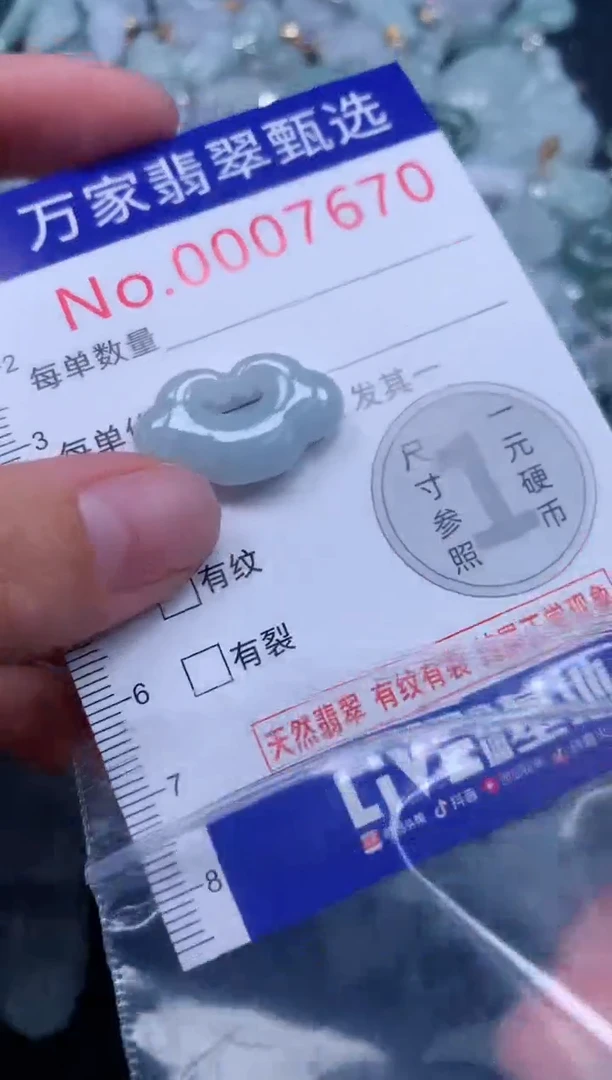 万家翡翠甄选
No.0007670
2
每单数量
3
每单
发其一
一元硬币
尺寸参照
1
有纹
有裂
6
天然翡翠 有纹有裂
7
抖音
8